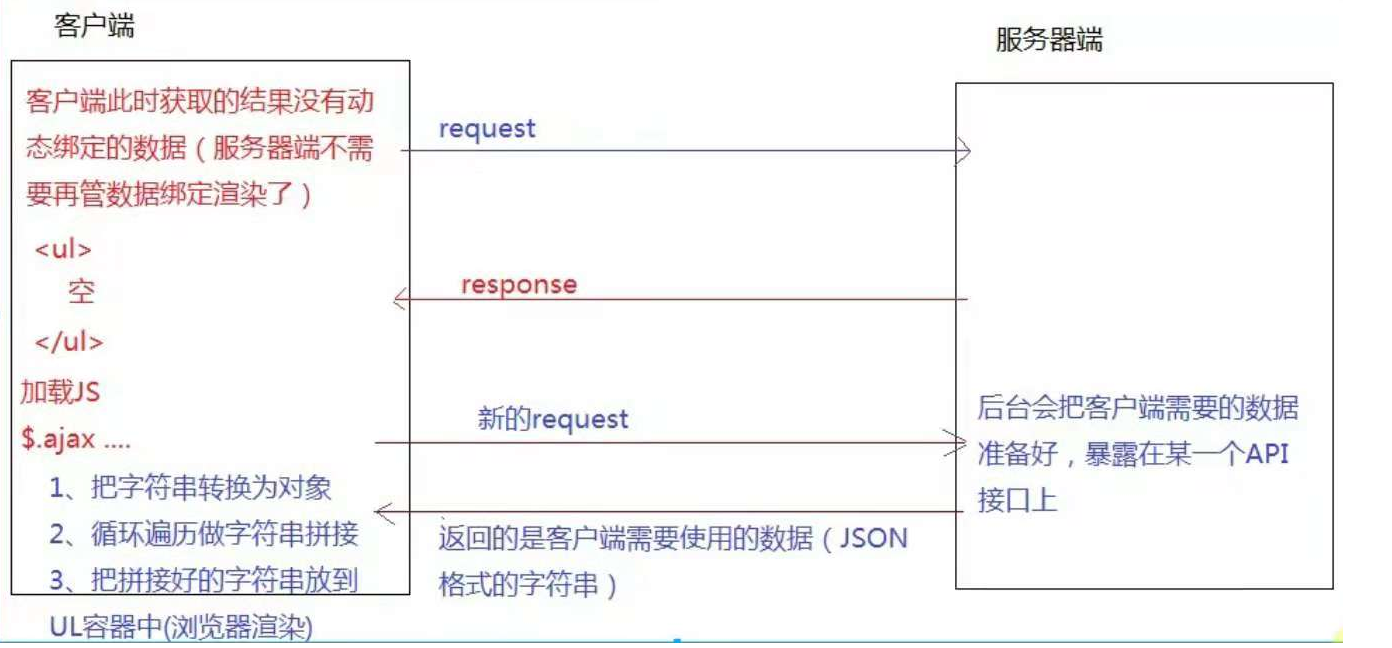 客户端
服务器端
客户端此时获取的结果没有动
态绑定的数据（服务器端不需
要再管数据绑定渲染了）
<ul>
空
</ul>
加载JS
$.ajax ....
1、把字符串转换为对象
2、循环遍历做字符串拼接
3、把拼接好的字符串放到
UL容器中(浏览器渲染)
request
response
新的request
返回的是客户端需要使用的数据（JSON
格式的字符串）
后台会把客户端需要的数据
准备好，暴露在某一个API
接口上